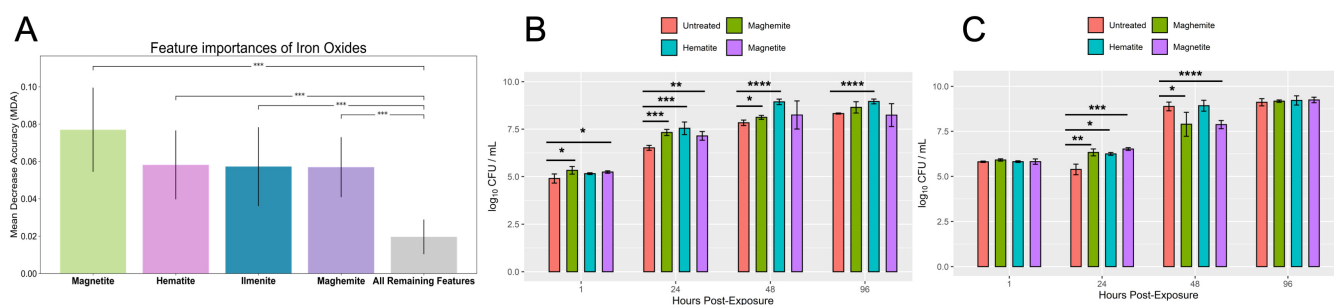 A
Feature importances of Iron Oxides
***
***
***
***
Mean Decrease Accuracy (MDA)
0.10
0.08
0.06
0.04
0.02
0.00
Magnetite Hematite Ilmenite Maghemite All Remaining Features
B
Untreated Maghemite
Hematite Magnetite
log10 CFU / mL
10.0
7.5
5.0
2.5
0.0
*
*
**
***
***
****
*
****
1 24 48 96
Hours Post-Exposure
C
Untreated Maghemite
Hematite Magnetite
log10 CFU / mL
10.0
7.5
5.0
2.5
0.0
***
*
**
****
*
1 24 48 96
Hours Post-Exposure